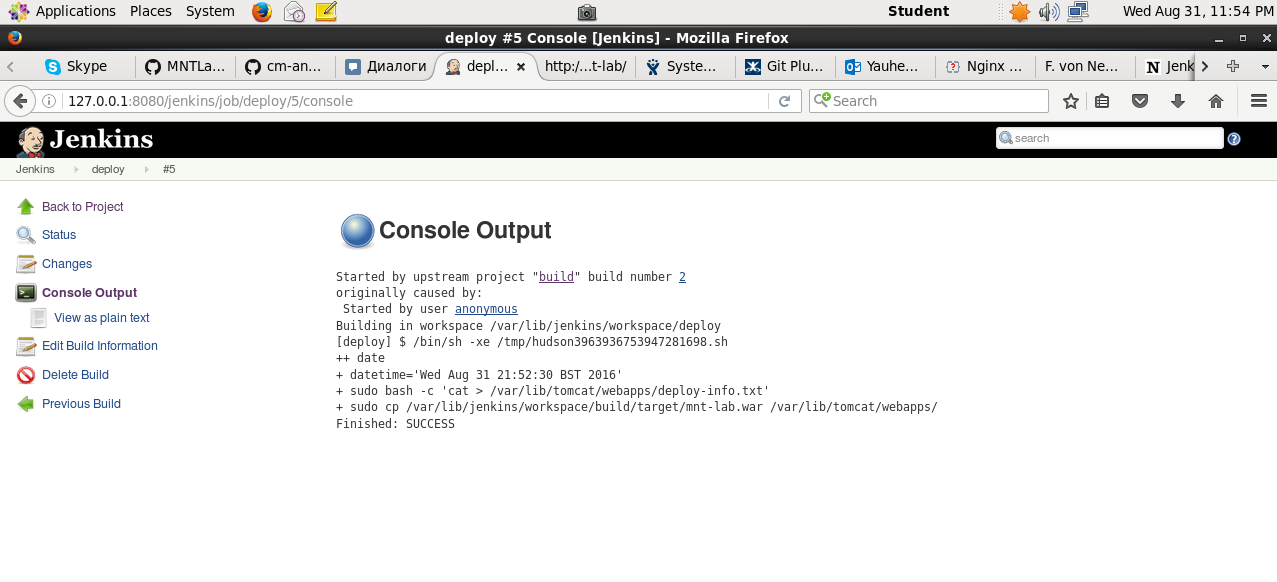 Applications Places System Student Wed Aug 31, 11:54 PM
deploy #5 Console [Jenkins] - Mozilla Firefox
Skype MNTLa... cm-an... Диалоги depl... http:/...t-lab/ Syste... Git Plu... Yauhe... Nginx ... F. von Ne... Jenk
127.0.0.1:8080/jenkins/job/deploy/5/console Search
Jenkins search
Jenkins deploy #5
Back to Project
Status
Changes
Console Output
View as plain text
Edit Build Information
Delete Build
Previous Build
Console Output
Started by upstream project "build" build number 2
originally caused by:
Started by user anonymous
Building in workspace /var/lib/jenkins/workspace/deploy
[deploy] $ /bin/sh -xe /tmp/hudson3963936753947281698.sh
++ date
+ datetime='Wed Aug 31 21:52:30 BST 2016'
+ sudo bash -c 'cat > /var/lib/tomcat/webapps/deploy-info.txt'
+ sudo cp /var/lib/jenkins/workspace/build/target/mnt-lab.war /var/lib/tomcat/webapps/
Finished: SUCCESS